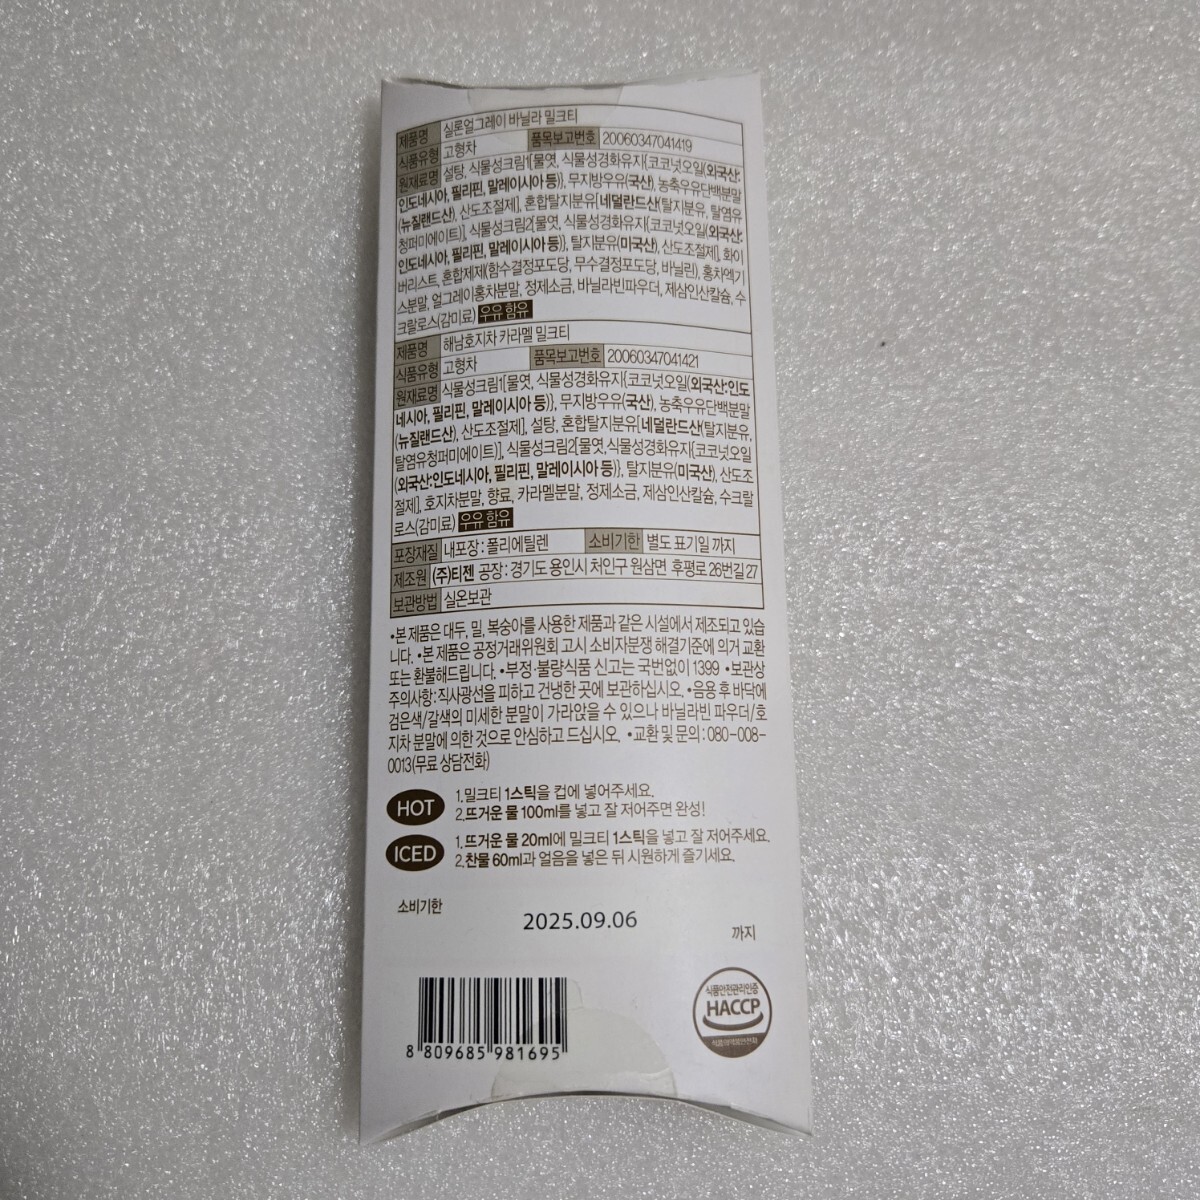 제품명 실론얼그레이 바닐라 밀크티
식품유형 고형차 품목보고번호 20060347041419
원재료명 설탕, 식물성크림1[물엿, 식물성경화유지{코코넛오일(외국산:
인도네시아, 필리핀, 말레이시아 등)}, 무지방우유(국산), 농축우유단백분말
(뉴질랜드산), 산도조절제], 혼합탈지분유[네덜란드산(탈지분유, 탈염유
청퍼미에이트)], 식물성크림2[물엿, 식물성경화유지{코코넛오일(외국산:
인도네시아, 필리핀, 말레이시아 등)}, 탈지분유(미국산), 산도조절제], 화이
버리스트, 혼합제제(함수결정포도당, 무수결정포도당, 바닐린), 홍차엑기
스분말, 얼그레이홍차분말, 정제소금, 바닐라빈파우더, 제삼인산칼슘, 수
크랄로스(감미료) 우유 함유
제품명 해남호지차 카라멜 밀크티
식품유형 고형차 품목보고번호 20060347041421
원재료명 식물성크림1[물엿, 식물성경화유지{코코넛오일(외국산:인도
네시아, 필리핀, 말레이시아 등)}, 무지방우유(국산), 농축우유단백분말
(뉴질랜드산), 산도조절제], 설탕, 혼합탈지분유[네덜란드산(탈지분유,
탈염유청퍼미에이트)], 식물성크림2[물엿,식물성경화유지{코코넛오일
(외국산:인도네시아, 필리핀, 말레이시아 등)}, 탈지분유(미국산), 산도조
절제], 호지차분말, 향료, 카라멜분말, 정제소금, 제삼인산칼슘, 수크랄
로스(감미료) 우유 함유
포장재질 내포장 : 폴리에틸렌 소비기한 별도 표기일 까지
제조원 (주)티젠 공장 : 경기도 용인시 처인구 원삼면 후평로 26번길 27
보관방법 실온보관
•본 제품은 대두, 밀, 복숭아를 사용한 제품과 같은 시설에서 제조되고 있습
니다. •본 제품은 공정거래위원회 고시 소비자분쟁 해결기준에 의거 교환
또는 환불해드립니다. •부정·불량식품 신고는 국번없이 1399 •보관상
주의사항:직사광선을 피하고 건냉한 곳에 보관하십시오. •음용 후 바닥에
검은색/갈색의 미세한 분말이 가라앉을 수 있으나 바닐라빈 파우더/호
지차 분말에 의한 것으로 안심하고 드십시오. •교환 및 문의 : 080-008-
0013(무료 상담전화)
HOT 1.밀크티 1스틱을 컵에 넣어주세요.
2.뜨거운 물 100ml를 넣고 잘 저어주면 완성!
ICED 1.뜨거운 물 20ml에 밀크티 1스틱을 넣고 잘 저어주세요.
2.찬물 60ml과 얼음을 넣은 뒤 시원하게 즐기세요.
소비기한
2025.09.06
까지
식품안전관리인증
HACCP
식품의약품안전처
8 809685 981695